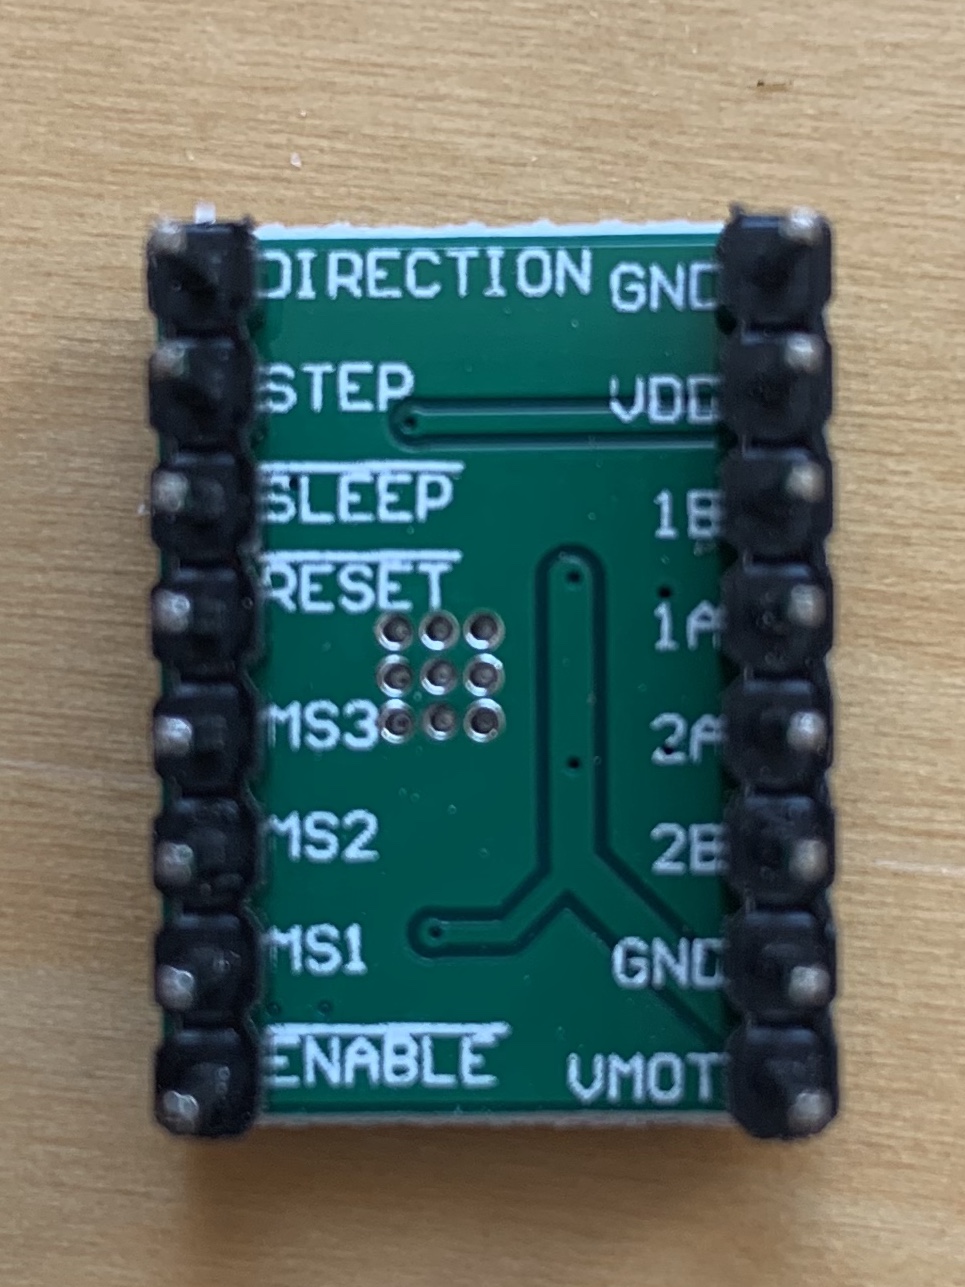 DIRECTION GND
STEP VDD
SLEEP
1B
RESET
1A
MS3 2A
MS2 2B
MS1 GND
ENABLE VMOT